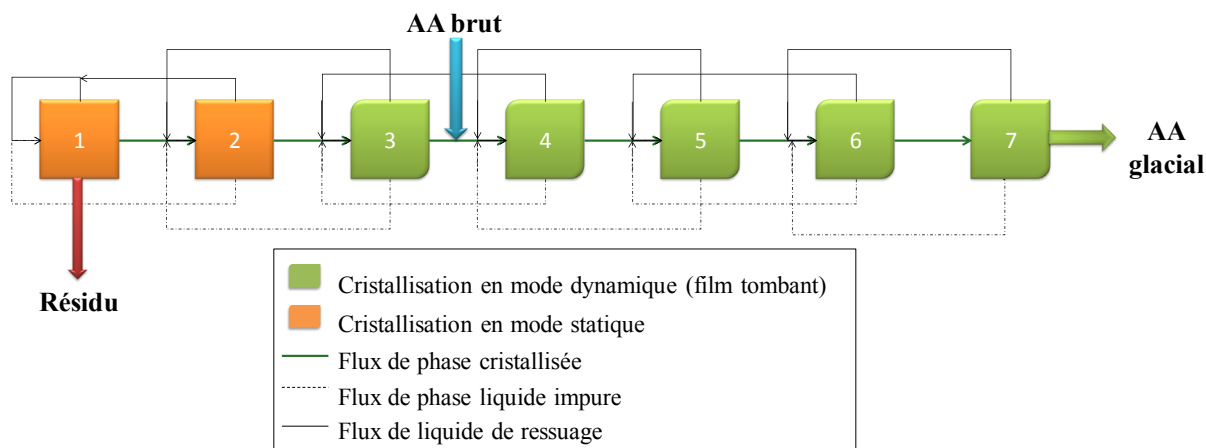 AA brut
1
2
3
4
5
6
7
AA
glacial
Résidu
Cristallisation en mode dynamique (film tombant)
Cristallisation en mode statique
Flux de phase cristallisée
Flux de phase liquide impure
Flux de liquide de ressuage